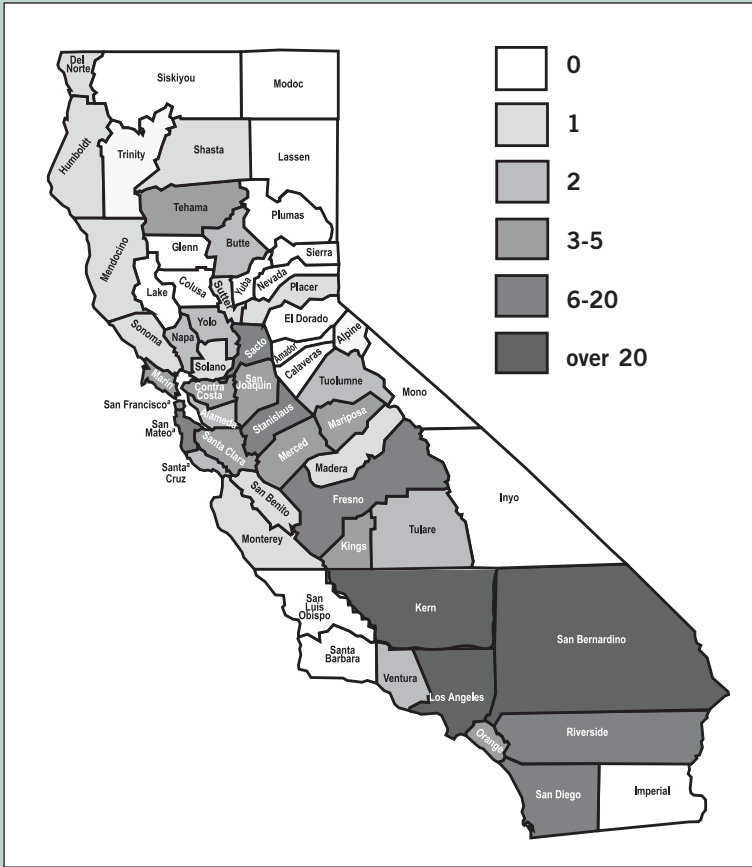 Del
Norte
Siskiyou
Modoc
0
1
2
3-5
6-20
over 20
Humboldt
Trinity
Shasta
Lassen
Tehama
Plumas
Mendocino
Glenn
Butte
Sierra
Lake
Colusa
Sutter
Yuba
Nevada
Placer
Sonoma
Napa
Yolo
El Dorado
Sacto
Amador
Alpine
Solano
Calaveras
Marin
Contra
Costa
San
Joaquin
Tuolumne
Mono
San Franciscoª
Alameda
Stanislaus
Mariposa
San
Mateoª
Santa Clara
Merced
Madera
Santaª
Cruz
San Benito
Fresno
Inyo
Monterey
Kings
Tulare
San
Luis
Obispo
Kern
San Bernardino
Santa
Barbara
Ventura
Los Angeles
Orange
Riverside
San Diego
Imperial